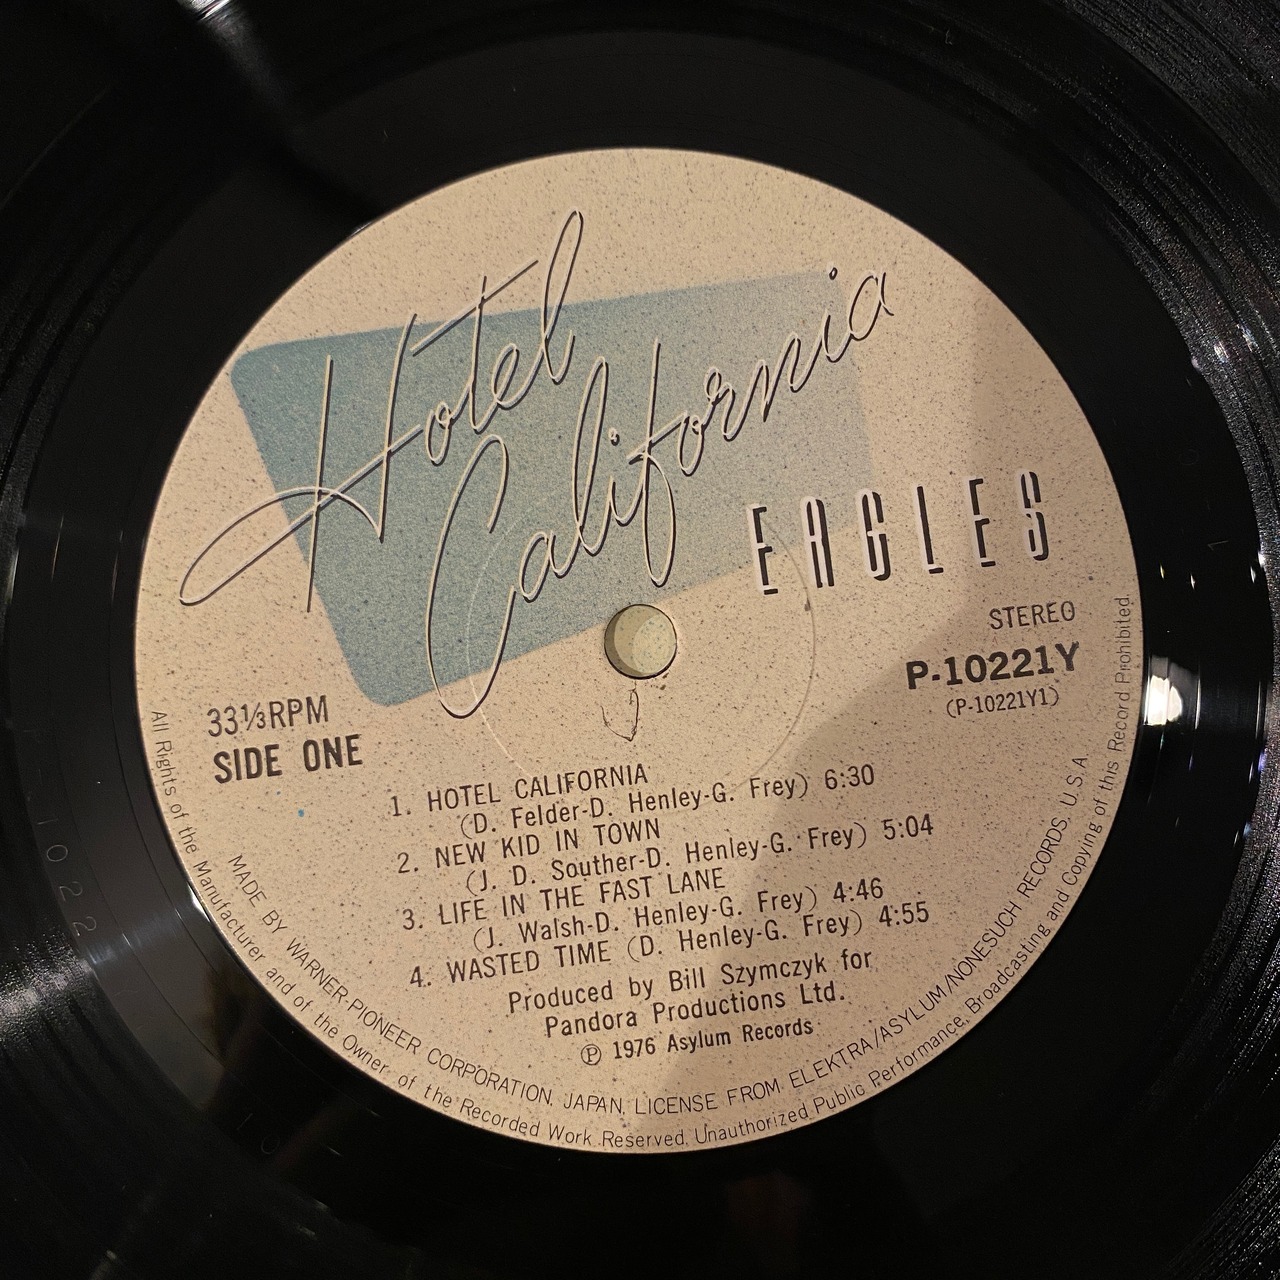 Hotel
California
EAGLES
STEREO
P-10221Y
(P-10221Y1)
33⅓RPM
SIDE ONE
1. HOTEL CALIFORNIA
(D. Felder-D. Henley-G. Frey) 6:30
2. NEW KID IN TOWN
(J. D. Souther-D. Henley-G. Frey) 5:04
3. LIFE IN THE FAST LANE
(J. Walsh-D. Henley-G. Frey) 4:46
4. WASTED TIME (D. Henley-G. Frey) 4:55
Produced by Bill Szymczyk for
Pandora Productions Ltd.
Ⓟ 1976 Asylum Records
MADE BY WARNER-PIONEER CORPORATION, JAPAN, LICENSE FROM ELEKTRA/ASYLUM/NONESUCH RECORDS, U.S.A.
All Rights of the Manufacturer and of the Owner of the Recorded Work Reserved. Unauthorized Public Performance, Broadcasting and Copying of this Record Prohibited.
1022